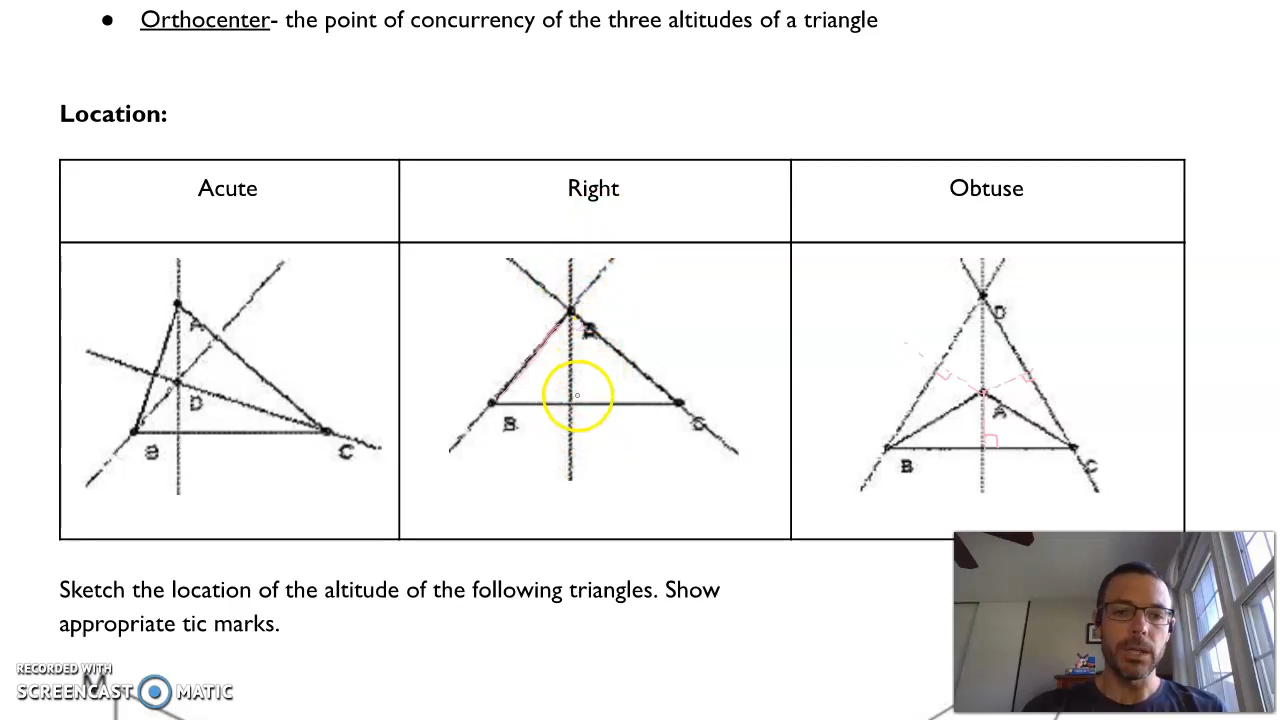 Orthocenter- the point of concurrency of the three altitudes of a triangle
Location:
Acute
Right
Obtuse
A
D
B
C
B
C
D
A
B
C
Sketch the location of the altitude of the following triangles. Show
appropriate tic marks.
M
RECORDED WITH
SCREENCAST MATIC